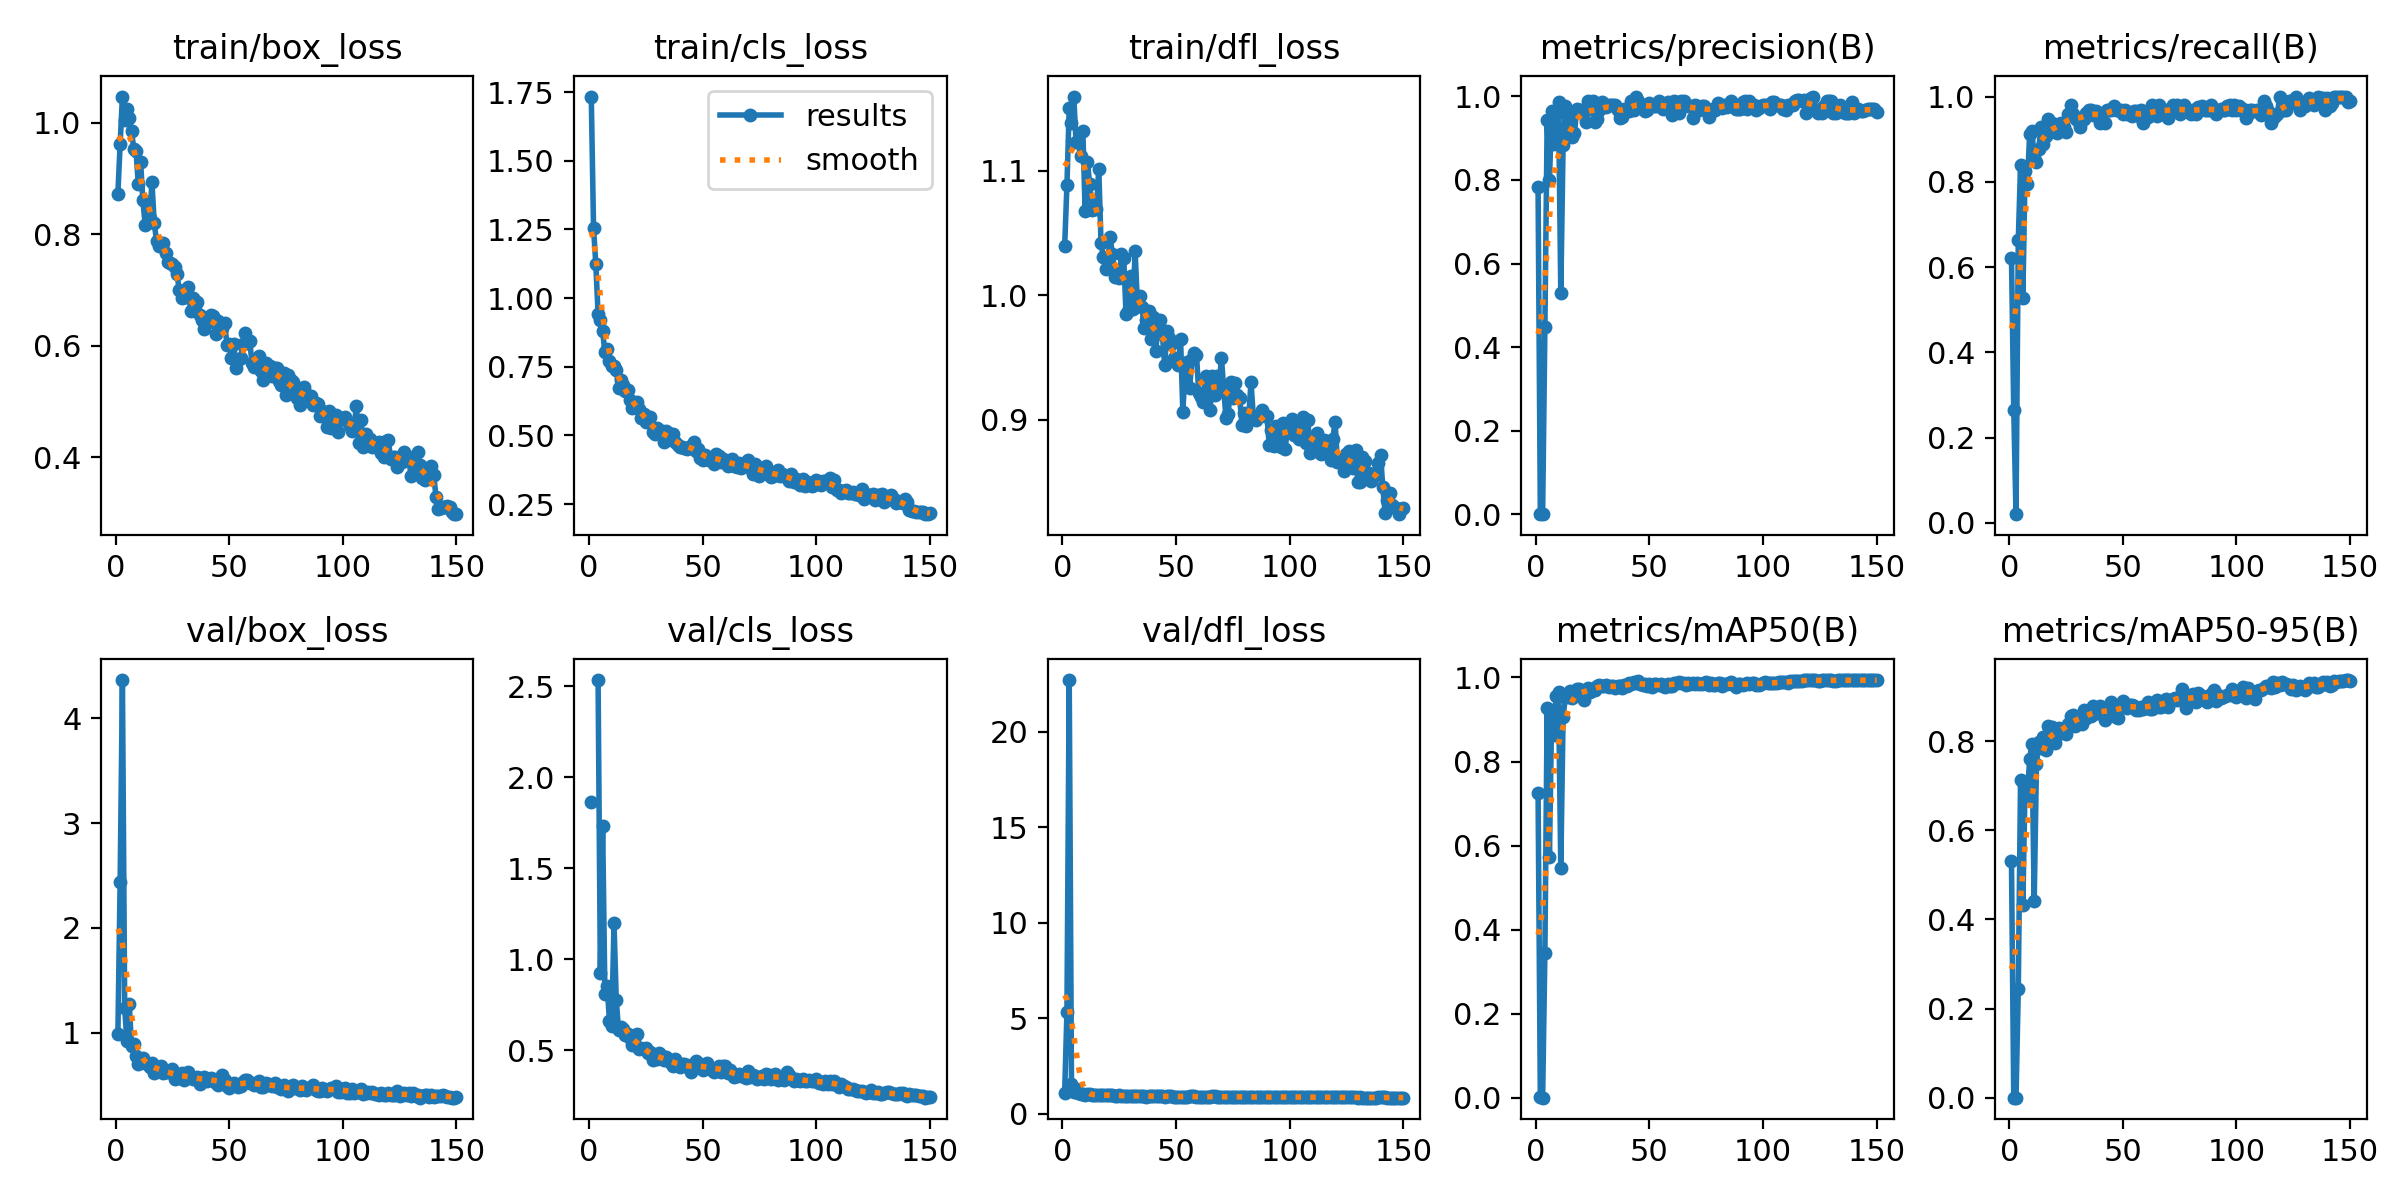 train/box_loss
train/cls_loss
train/dfl_loss
metrics/precision(B)
metrics/recall(B)
1.0
0.8
0.6
0.4
0 50 100 150
1.75
1.50
1.25
1.00
0.75
0.50
0.25
results
smooth
0 50 100 150
1.1
1.0
0.9
0 50 100 150
1.0
0.8
0.6
0.4
0.2
0.0
0 50 100 150
1.0
0.8
0.6
0.4
0.2
0.0
0 50 100 150
val/box_loss
val/cls_loss
val/dfl_loss
metrics/mAP50(B)
metrics/mAP50-95(B)
4
3
2
1
0 50 100 150
2.5
2.0
1.5
1.0
0.5
0 50 100 150
20
15
10
5
0
0 50 100 150
1.0
0.8
0.6
0.4
0.2
0.0
0 50 100 150
0.8
0.6
0.4
0.2
0.0
0 50 100 150